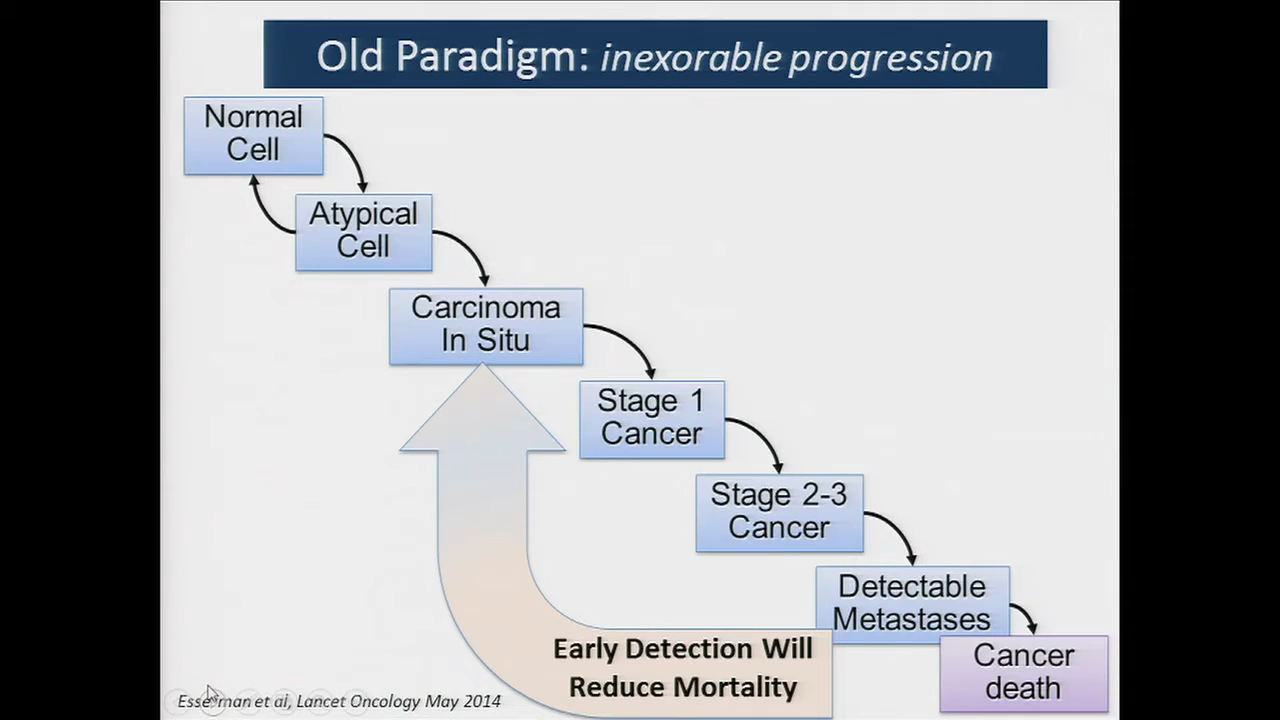 Old Paradigm: inexorable progression
Normal
Cell
Atypical
Cell
Carcinoma
In Situ
Stage 1
Cancer
Stage 2-3
Cancer
Detectable
Metastases
Cancer
death
Early Detection Will
Reduce Mortality
Esserman et al, Lancet Oncology May 2014